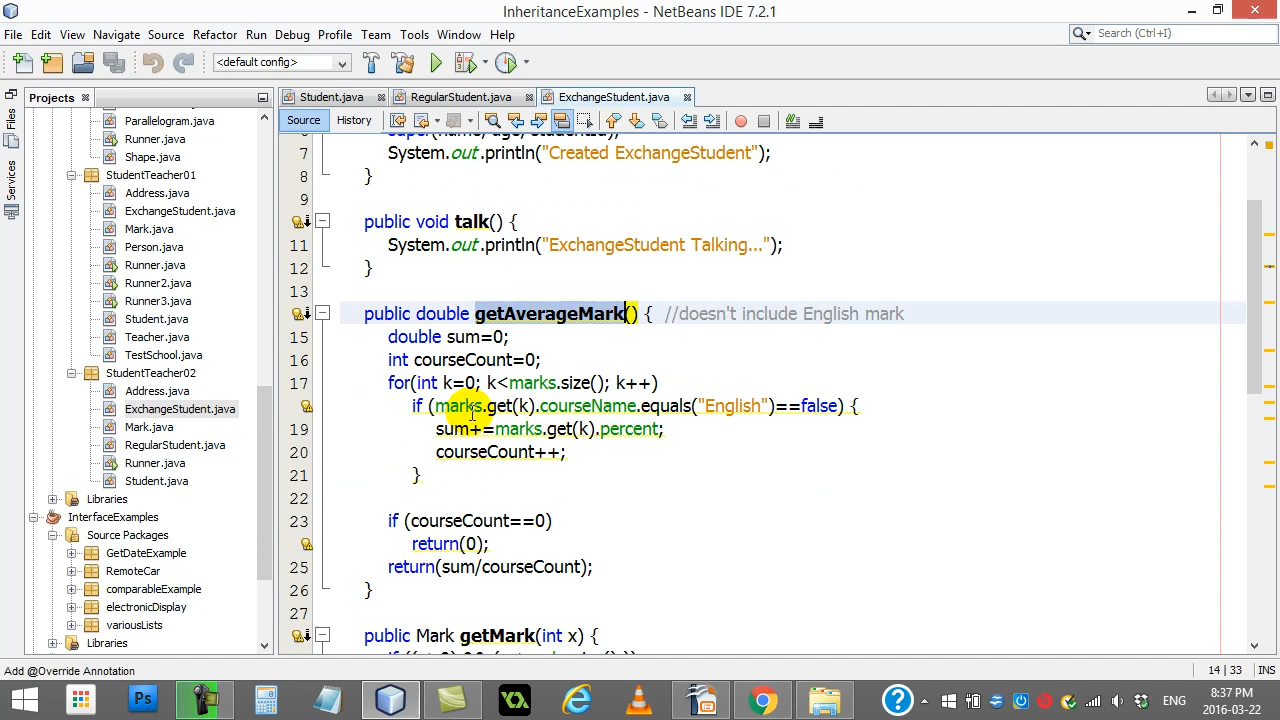 InheritanceExamples - NetBeans IDE 7.2.1
File Edit View Navigate Source Refactor Run Debug Profile Team Tools Window Help
Search (Ctrl+I)
<default config>
Files
Services
Projects
Parallelogram.java
Runner.java
Shape.java
StudentTeacher01
Address.java
ExchangeStudent.java
Mark.java
Person.java
Runner.java
Runner2.java
Runner3.java
Student.java
Teacher.java
TestSchool.java
StudentTeacher02
Address.java
ExchangeStudent.java
Mark.java
RegularStudent.java
Runner.java
Student.java
Libraries
InterfaceExamples
Source Packages
GetDateExample
RemoteCar
comparableExample
electronicDisplay
variousLists
Libraries
Student.java RegularStudent.java ExchangeStudent.java
Source History
7 System.out.println("Created ExchangeStudent");
8 }
9
public void talk() {
11 System.out.println("ExchangeStudent Talking...");
12 }
13
public double getAverageMark() { //doesn't include English mark
15 double sum=0;
16 int courseCount=0;
17 for(int k=0; k<marks.size(); k++)
if (marks.get(k).courseName.equals("English")==false) {
19 sum+=marks.get(k).percent;
20 courseCount++;
21 }
22
23 if (courseCount==0)
return(0);
25 return(sum/courseCount);
26 }
27
public Mark getMark(int x) {
Add @Override Annotation
14 | 33 INS
ENG
8:37 PM
2016-03-22